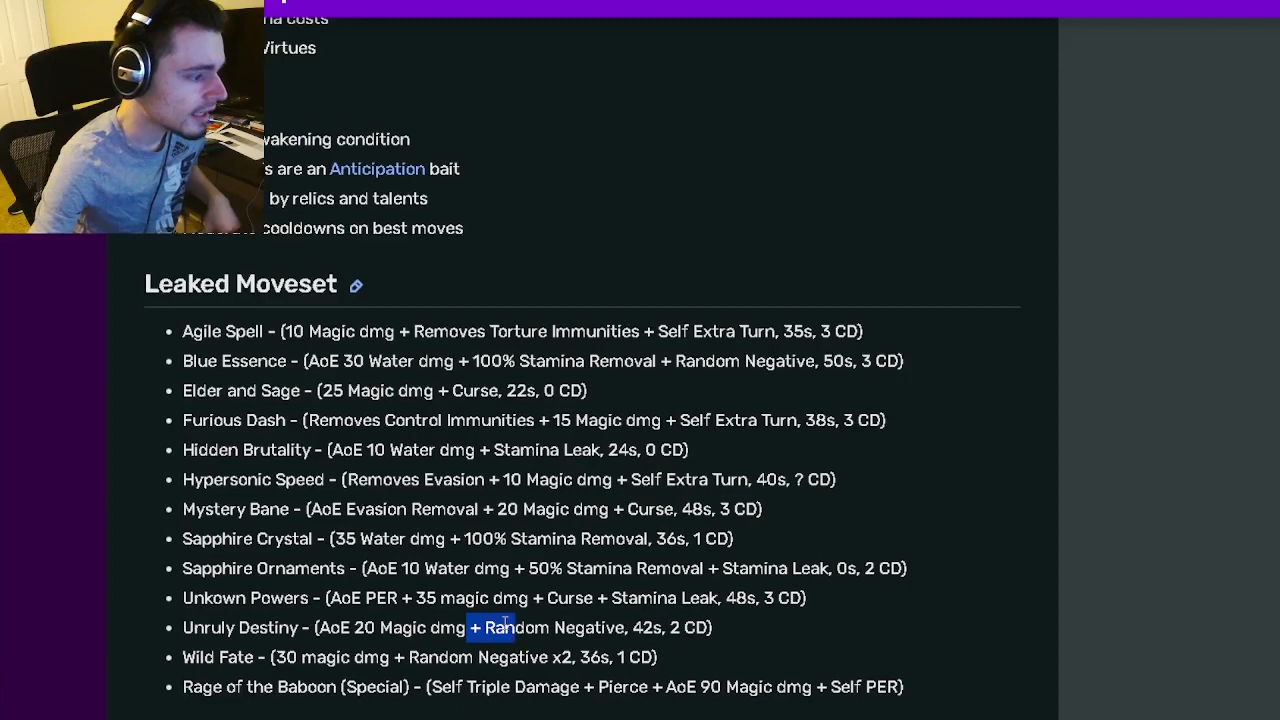 costs
Virtues
wakening condition
s are an Anticipation bait
by relics and talents
cooldowns on best moves
Leaked Moveset
• Agile Spell - (10 Magic dmg + Removes Torture Immunities + Self Extra Turn, 35s, 3 CD)
• Blue Essence - (AoE 30 Water dmg + 100% Stamina Removal + Random Negative, 50s, 3 CD)
• Elder and Sage - (25 Magic dmg + Curse, 22s, 0 CD)
• Furious Dash - (Removes Control Immunities + 15 Magic dmg + Self Extra Turn, 38s, 3 CD)
• Hidden Brutality - (AoE 10 Water dmg + Stamina Leak, 24s, 0 CD)
• Hypersonic Speed - (Removes Evasion + 10 Magic dmg + Self Extra Turn, 40s, ? CD)
• Mystery Bane - (AoE Evasion Removal + 20 Magic dmg + Curse, 48s, 3 CD)
• Sapphire Crystal - (35 Water dmg + 100% Stamina Removal, 36s, 1 CD)
• Sapphire Ornaments - (AoE 10 Water dmg + 50% Stamina Removal + Stamina Leak, 0s, 2 CD)
• Unkown Powers - (AoE PER + 35 magic dmg + Curse + Stamina Leak, 48s, 3 CD)
• Unruly Destiny - (AoE 20 Magic dmg + Random Negative, 42s, 2 CD)
• Wild Fate - (30 magic dmg + Random Negative x2, 36s, 1 CD)
• Rage of the Baboon (Special) - (Self Triple Damage + Pierce + AoE 90 Magic dmg + Self PER)